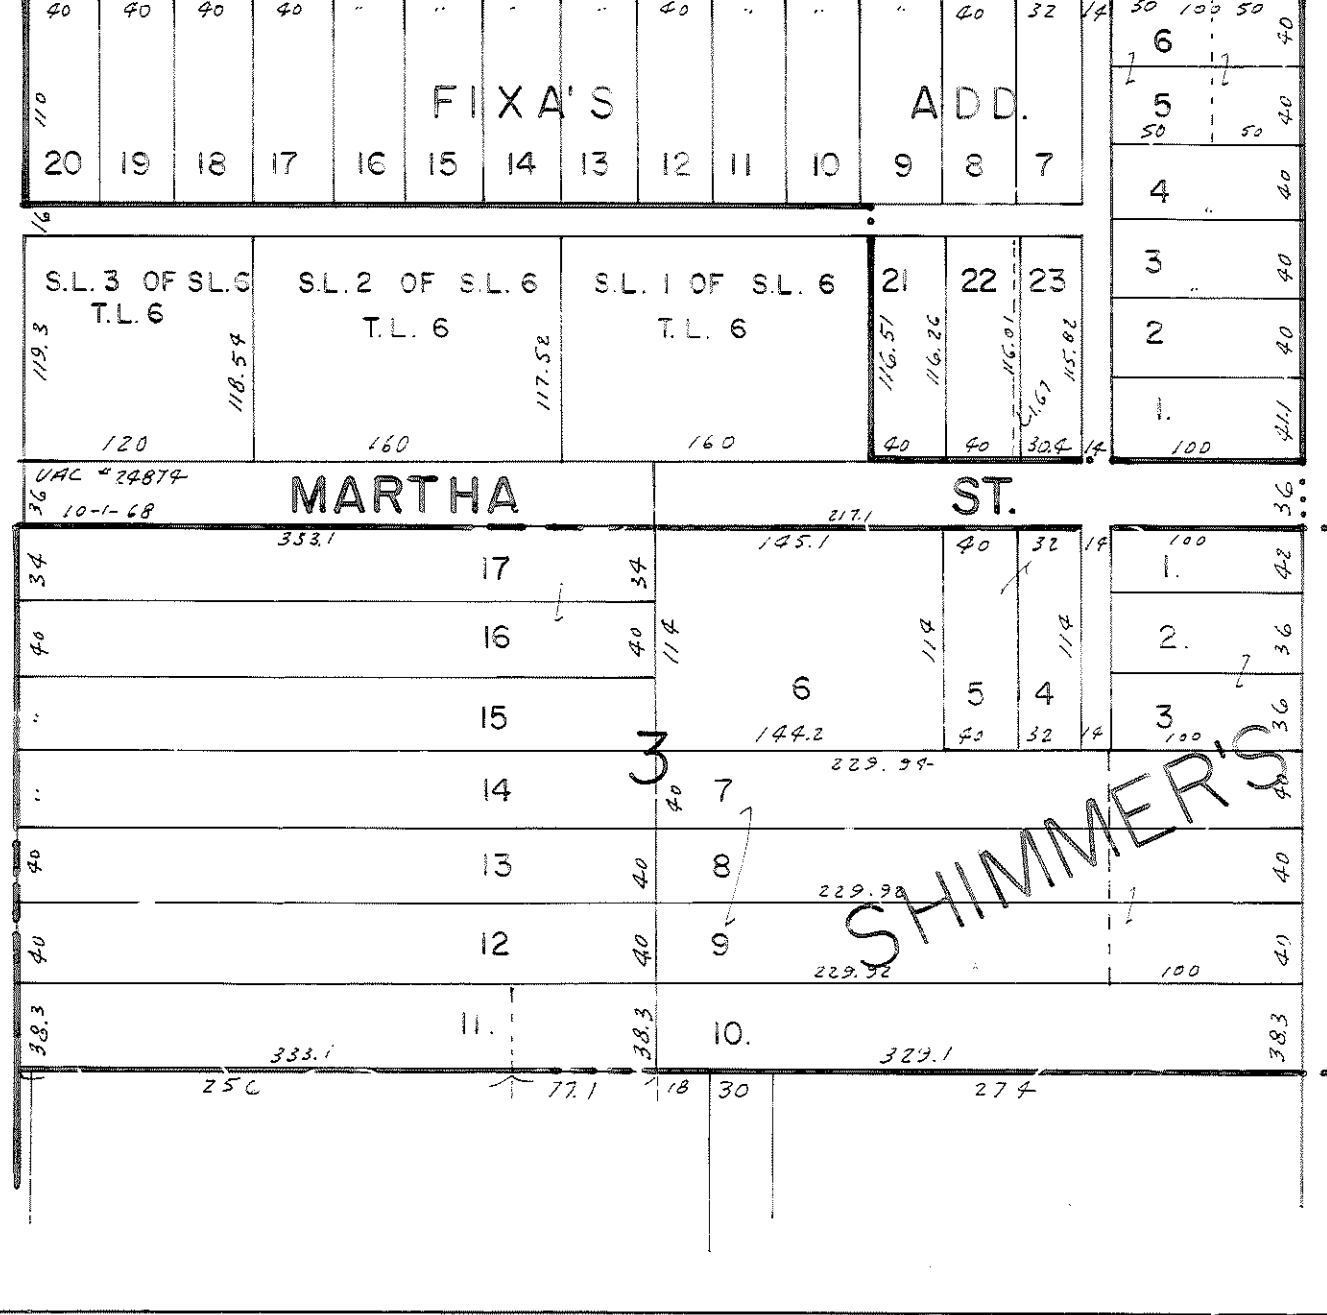 40 40 40 40 " " " " 40 " " " 40 32 14 50 100 50 40
6
110 FIXA'S ADD. 5 40
50 50
20 19 18 17 16 15 14 13 12 11 10 9 8 7
4 " 40
16
S.L. 3 OF S.L. 6 S.L. 2 OF S.L. 6 S.L. 1 OF S.L. 6 21 22 23 3 " 40
T.L. 6 T.L. 6 T.L. 6
119.3 118.54 117.52 116.51 116.26 116.01 115.82 2 40
1.67
1. 41.1
120 160 160 40 40 30.4 14 100
VAC #24874
36 10-1-68 MARTHA ST. 36
217.1
333.1 145.1 40 32 14 100
34 17 34 1. 42
40 16 40 114 114 114 2. 36
" 15 6 5 4 3 36
144.2 40 32 14 100
3
229.94
" 14 40 7 SHIMMER'S 40
40 13 40 8 40
229.92
40 12 40 9 40
229.92 100
38.3 11. 38.3 10. 38.3
333.1 329.1
256 77.1 18 30 274